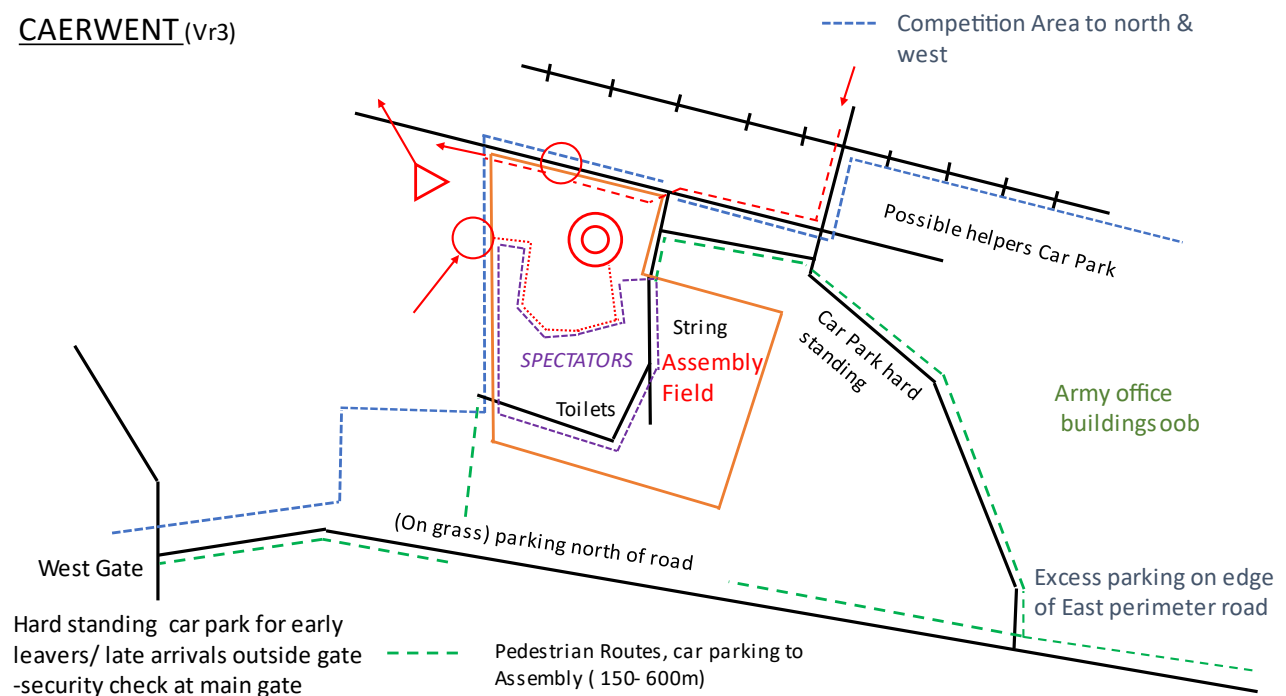 CAERWENT (Vr3)
Competition Area to north &
west
Possible helpers Car Park
String
Car Park hard
standing
SPECTATORS
Assembly
Field
Toilets
Army office
buildings oob
(On grass) parking north of road
West Gate
Excess parking on edge
of East perimeter road
Hard standing car park for early
leavers/ late arrivals outside gate
-security check at main gate
Pedestrian Routes, car parking to
Assembly ( 150- 600m)